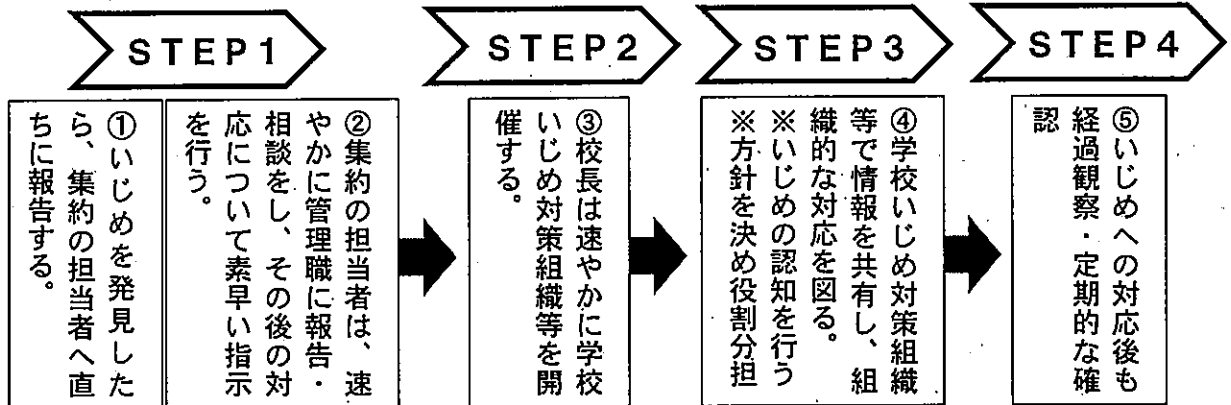 STEP1
①いじめを発見した
ら、集約の担当者へ直
ちに報告する。
②集約の担当者は、速
やかに管理職に報告・
相談をし、その後の対
応について素早い指示
を行う。
STEP2
③校長は速やかに学校
いじめ対策組織等を開
催する。
STEP3
④学校いじめ対策組織
等で情報を共有し、組
織的な対応を図る。
※いじめの認知を行う
※方針を決め役割分担
STEP4
⑤いじめへの対応後も
経過観察・定期的な確
認